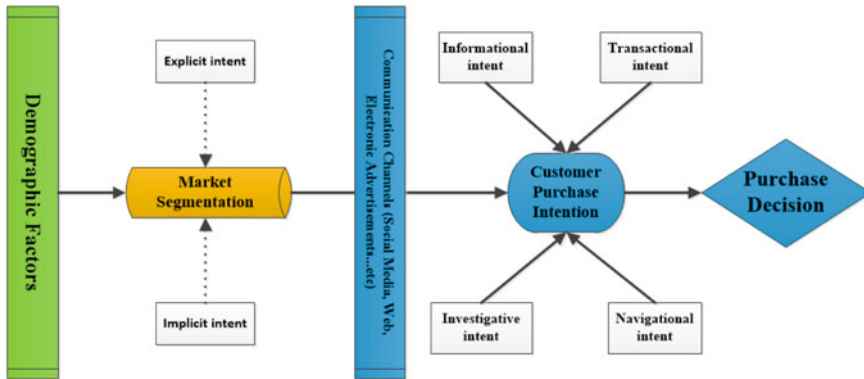 Demographic Factors
Explicit intent
Market
Segmentation
Implicit intent
Communication Channels (Social Media, Web,
Electronic Advertisements...etc)
Informational
intent
Transactional
intent
Customer
Purchase
Intention
Investigative
intent
Navigational
intent
Purchase
Decision